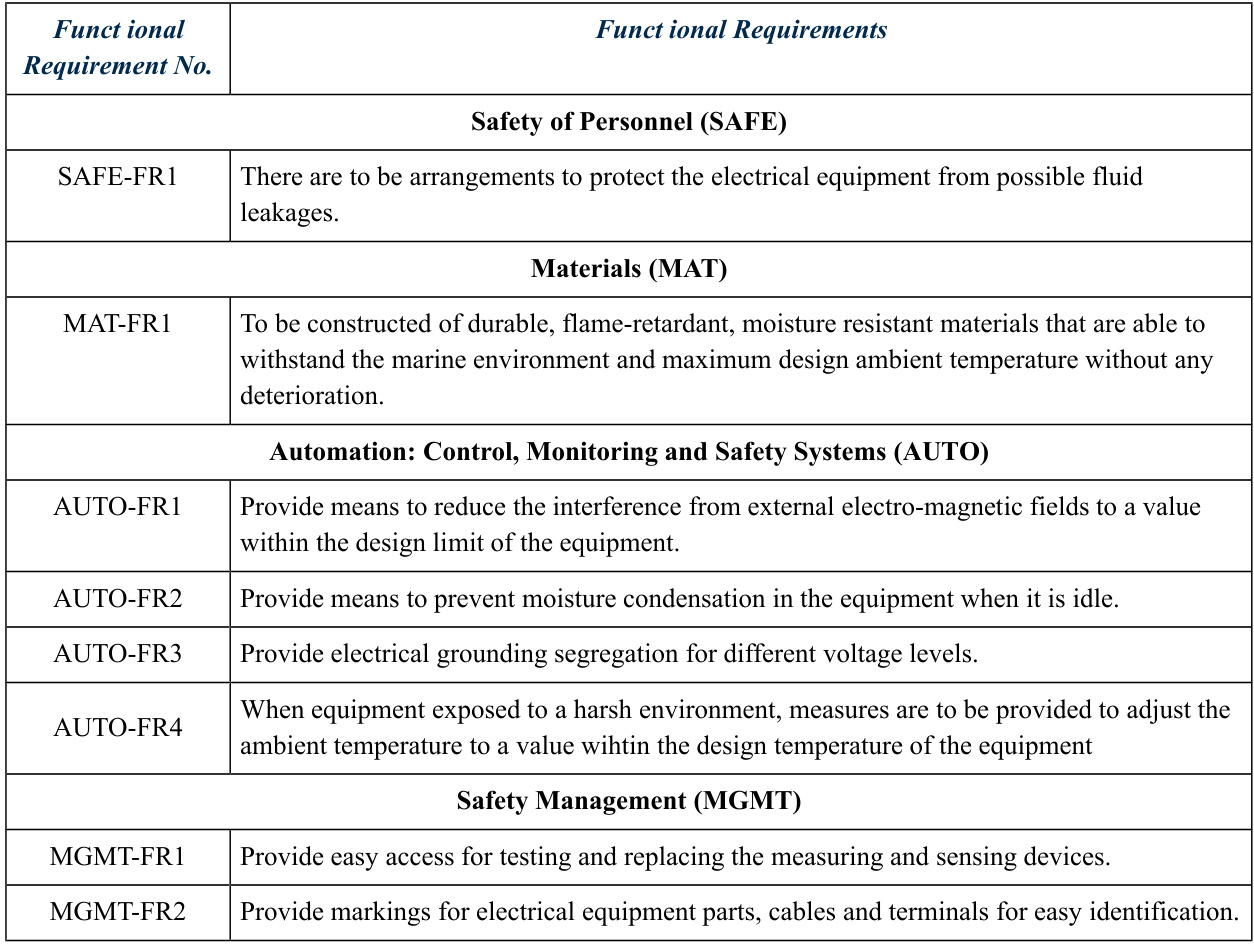 Funct ional
Requirement No.
Funct ional Requirements
Safety of Personnel (SAFE)
SAFE-FR1
There are to be arrangements to protect the electrical equipment from possible fluid
leakages.
Materials (MAT)
MAT-FR1
To be constructed of durable, flame-retardant, moisture resistant materials that are able to
withstand the marine environment and maximum design ambient temperature without any
deterioration.
Automation: Control, Monitoring and Safety Systems (AUTO)
AUTO-FR1
Provide means to reduce the interference from external electro-magnetic fields to a value
within the design limit of the equipment.
AUTO-FR2
Provide means to prevent moisture condensation in the equipment when it is idle.
AUTO-FR3
Provide electrical grounding segregation for different voltage levels.
AUTO-FR4
When equipment exposed to a harsh environment, measures are to be provided to adjust the
ambient temperature to a value wihtin the design temperature of the equipment
Safety Management (MGMT)
MGMT-FR1
Provide easy access for testing and replacing the measuring and sensing devices.
MGMT-FR2
Provide markings for electrical equipment parts, cables and terminals for easy identification.